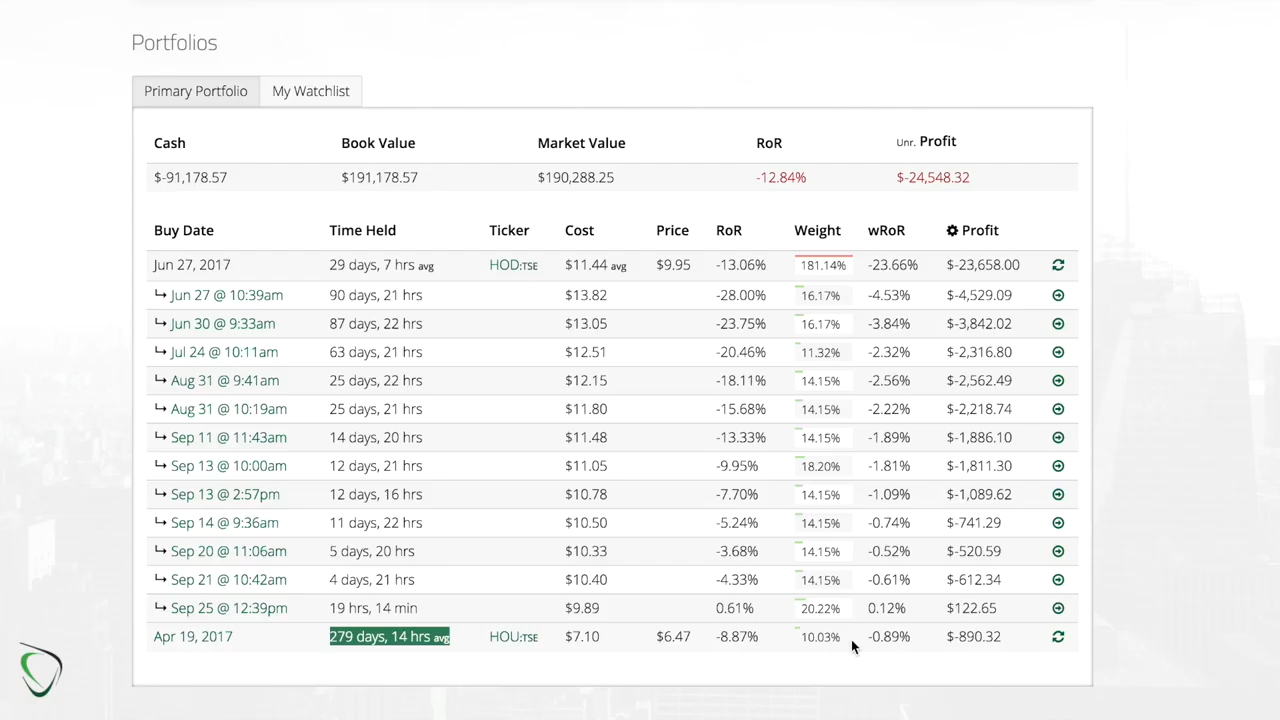 Portfolios
Primary Portfolio My Watchlist
Cash Book Value Market Value RoR Unr. Profit
$-91,178.57 $191,178.57 $190,288.25 -12.84% $-24,548.32
Buy Date Time Held Ticker Cost Price RoR Weight wRoR Profit
Jun 27, 2017 29 days, 7 hrs avg HOD:TSE $11.44 avg $9.95 -13.06% 181.14% -23.66% $-23,658.00
Jun 27 @ 10:39am 90 days, 21 hrs $13.82 -28.00% 16.17% -4.53% $-4,529.09
Jun 30 @ 9:33am 87 days, 22 hrs $13.05 -23.75% 16.17% -3.84% $-3,842.02
Jul 24 @ 10:11am 63 days, 21 hrs $12.51 -20.46% 11.32% -2.32% $-2,316.80
Aug 31 @ 9:41am 25 days, 22 hrs $12.15 -18.11% 14.15% -2.56% $-2,562.49
Aug 31 @ 10:19am 25 days, 21 hrs $11.80 -15.68% 14.15% -2.22% $-2,218.74
Sep 11 @ 11:43am 14 days, 20 hrs $11.48 -13.33% 14.15% -1.89% $-1,886.10
Sep 13 @ 10:00am 12 days, 21 hrs $11.05 -9.95% 18.20% -1.81% $-1,811.30
Sep 13 @ 2:57pm 12 days, 16 hrs $10.78 -7.70% 14.15% -1.09% $-1,089.62
Sep 14 @ 9:36am 11 days, 22 hrs $10.50 -5.24% 14.15% -0.74% $-741.29
Sep 20 @ 11:06am 5 days, 20 hrs $10.33 -3.68% 14.15% -0.52% $-520.59
Sep 21 @ 10:42am 4 days, 21 hrs $10.40 -4.33% 14.15% -0.61% $-612.34
Sep 25 @ 12:39pm 19 hrs, 14 min $9.89 0.61% 20.22% 0.12% $122.65
Apr 19, 2017 279 days, 14 hrs avg HOU:TSE $7.10 $6.47 -8.87% 10.03% -0.89% $-890.32